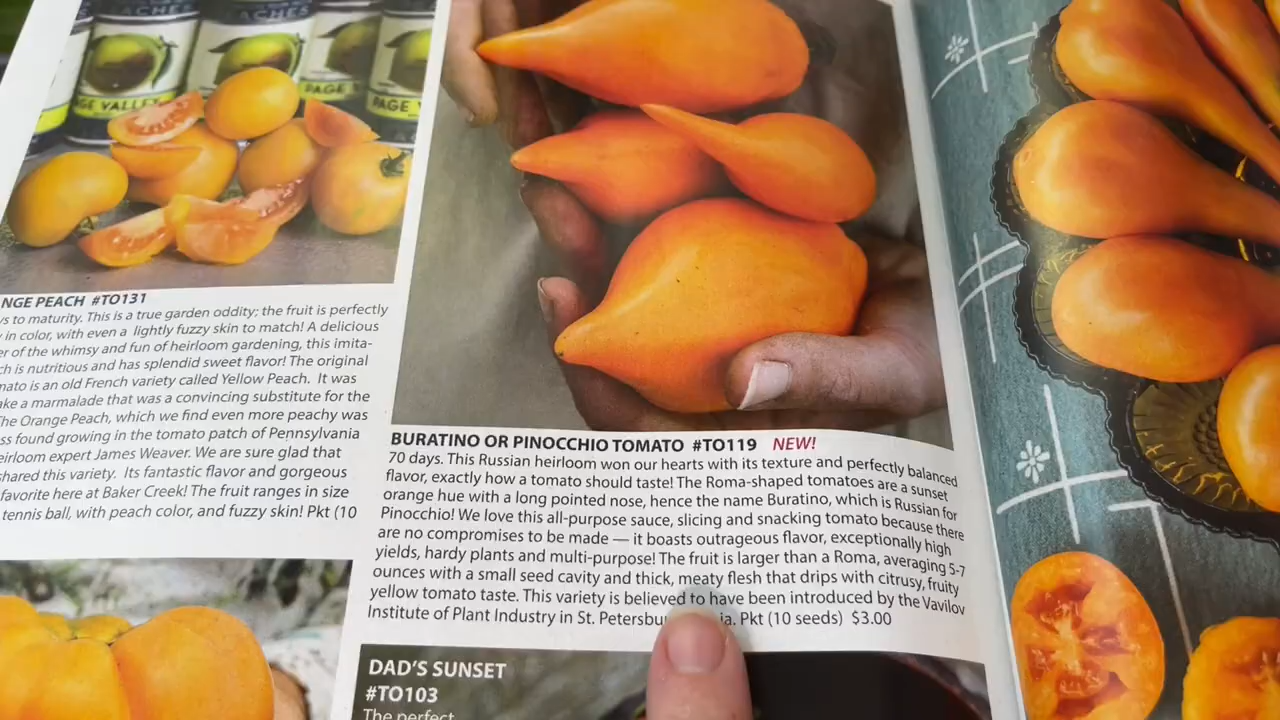 ACHES
PAGE VALLEY
GE VALLEY
PAGE V
NGE PEACH #TO131
ys to maturity. This is a true garden oddity; the fruit is perfectly
y in color, with even a lightly fuzzy skin to match! A delicious
er of the whimsy and fun of heirloom gardening, this imita-
ch is nutritious and has splendid sweet flavor! The original
mato is an old French variety called Yellow Peach. It was
ake a marmalade that was a convincing substitute for the
The Orange Peach, which we find even more peachy was
ss found growing in the tomato patch of Pennsylvania
eirloom expert James Weaver. We are sure glad that
shared this variety. Its fantastic flavor and gorgeous
favorite here at Baker Creek! The fruit ranges in size
tennis ball, with peach color, and fuzzy skin! Pkt (10
BURATINO OR PINOCCHIO TOMATO #TO119 NEW!
70 days. This Russian heirloom won our hearts with its texture and perfectly balanced
flavor, exactly how a tomato should taste! The Roma-shaped tomatoes are a sunset
orange hue with a long pointed nose, hence the name Buratino, which is Russian for
Pinocchio! We love this all-purpose sauce, slicing and snacking tomato because there
are no compromises to be made — it boasts outrageous flavor, exceptionally high
yields, hardy plants and multi-purpose! The fruit is larger than a Roma, averaging 5-7
ounces with a small seed cavity and thick, meaty flesh that drips with citrusy, fruity
yellow tomato taste. This variety is believed to have been introduced by the Vavilov
Institute of Plant Industry in St. Petersbu ia. Pkt (10 seeds) $3.00
DAD'S SUNSET
#TO103
The perfect